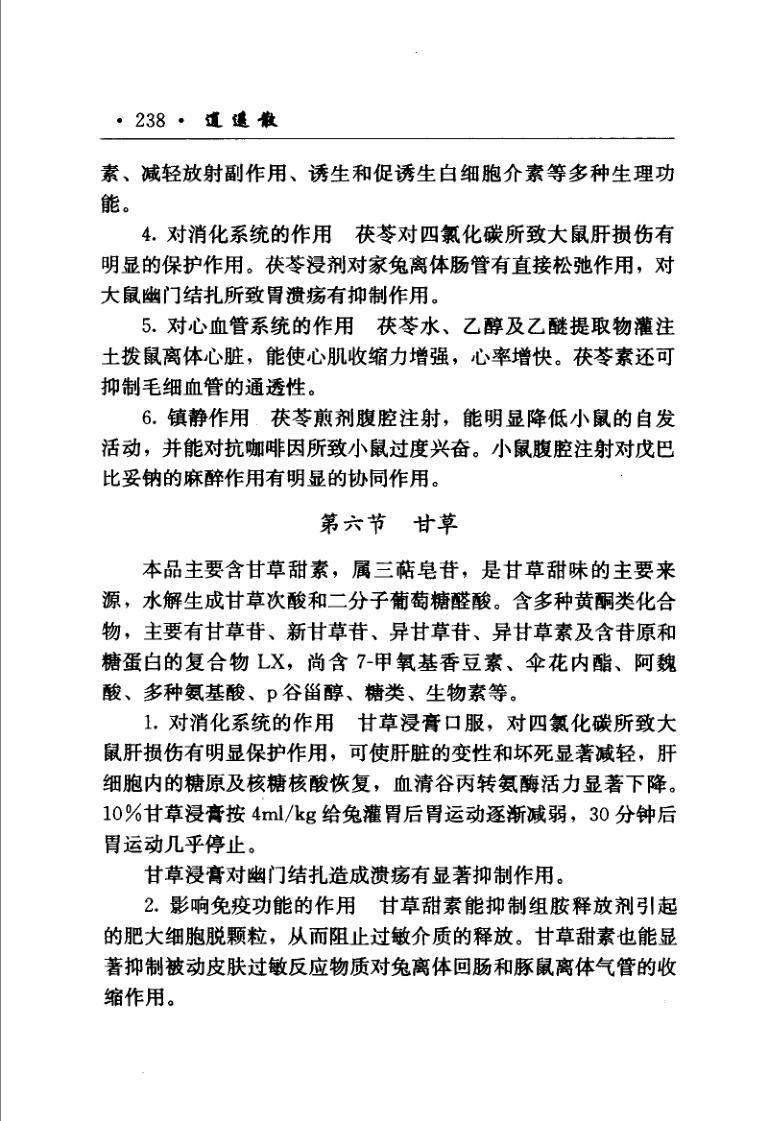 · 238 · 逍遥散
素、减轻放射副作用、诱生和促诱生白细胞介素等多种生理功
能。
4. 对消化系统的作用 茯苓对四氯化碳所致大鼠肝损伤有
明显的保护作用。茯苓浸剂对家兔离体肠管有直接松弛作用，对
大鼠幽门结扎所致胃溃疡有抑制作用。
5. 对心血管系统的作用 茯苓水、乙醇及乙醚提取物灌注
土拨鼠离体心脏，能使心肌收缩力增强，心率增快。茯苓素还可
抑制毛细血管的通透性。
6. 镇静作用 茯苓煎剂腹腔注射，能明显降低小鼠的自发
活动，并能对抗咖啡因所致小鼠过度兴奋。小鼠腹腔注射对戊巴
比妥钠的麻醉作用有明显的协同作用。
第六节 甘草
本品主要含甘草甜素，属三萜皂苷，是甘草甜味的主要来
源，水解生成甘草次酸和二分子葡萄糖醛酸。含多种黄酮类化合
物，主要有甘草苷、新甘草苷、异甘草苷、异甘草素及含苷原和
糖蛋白的复合物 LX，尚含 7-甲氧基香豆素、伞花内酯、阿魏
酸、多种氨基酸、p 谷甾醇、糖类、生物素等。
1. 对消化系统的作用 甘草浸膏口服，对四氯化碳所致大
鼠肝损伤有明显保护作用，可使肝脏的变性和坏死显著减轻，肝
细胞内的糖原及核糖核酸恢复，血清谷丙转氨酶活力显著下降。
10%甘草浸膏按 4ml/kg 给兔灌胃后胃运动逐渐减弱，30 分钟后
胃运动几乎停止。
甘草浸膏对幽门结扎造成溃疡有显著抑制作用。
2. 影响免疫功能的作用 甘草甜素能抑制组胺释放剂引起
的肥大细胞脱颗粒，从而阻止过敏介质的释放。甘草甜素也能显
著抑制被动皮肤过敏反应物质对兔离体回肠和豚鼠离体气管的收
缩作用。